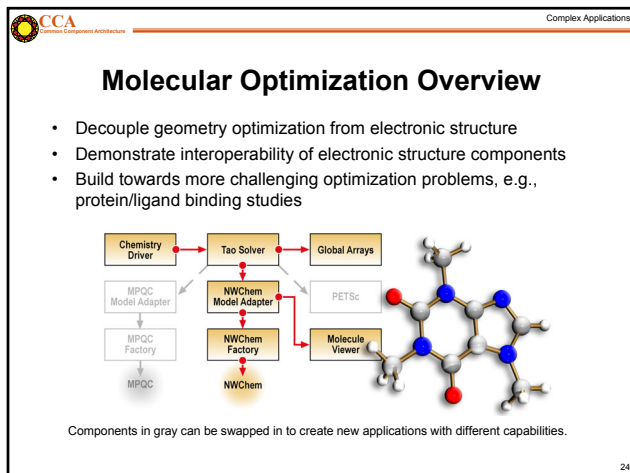 CCA
Common Component Architecture
Complex Applications
Molecular Optimization Overview
• Decouple geometry optimization from electronic structure
• Demonstrate interoperability of electronic structure components
• Build towards more challenging optimization problems, e.g.,
protein/ligand binding studies
Chemistry
Driver
Tao Solver
Global Arrays
MPQC
Model Adapter
NWChem
Model Adapter
PETSc
MPQC
Factory
NWChem
Factory
Molecule
Viewer
MPQC
NWChem
Components in gray can be swapped in to create new applications with different capabilities.
24